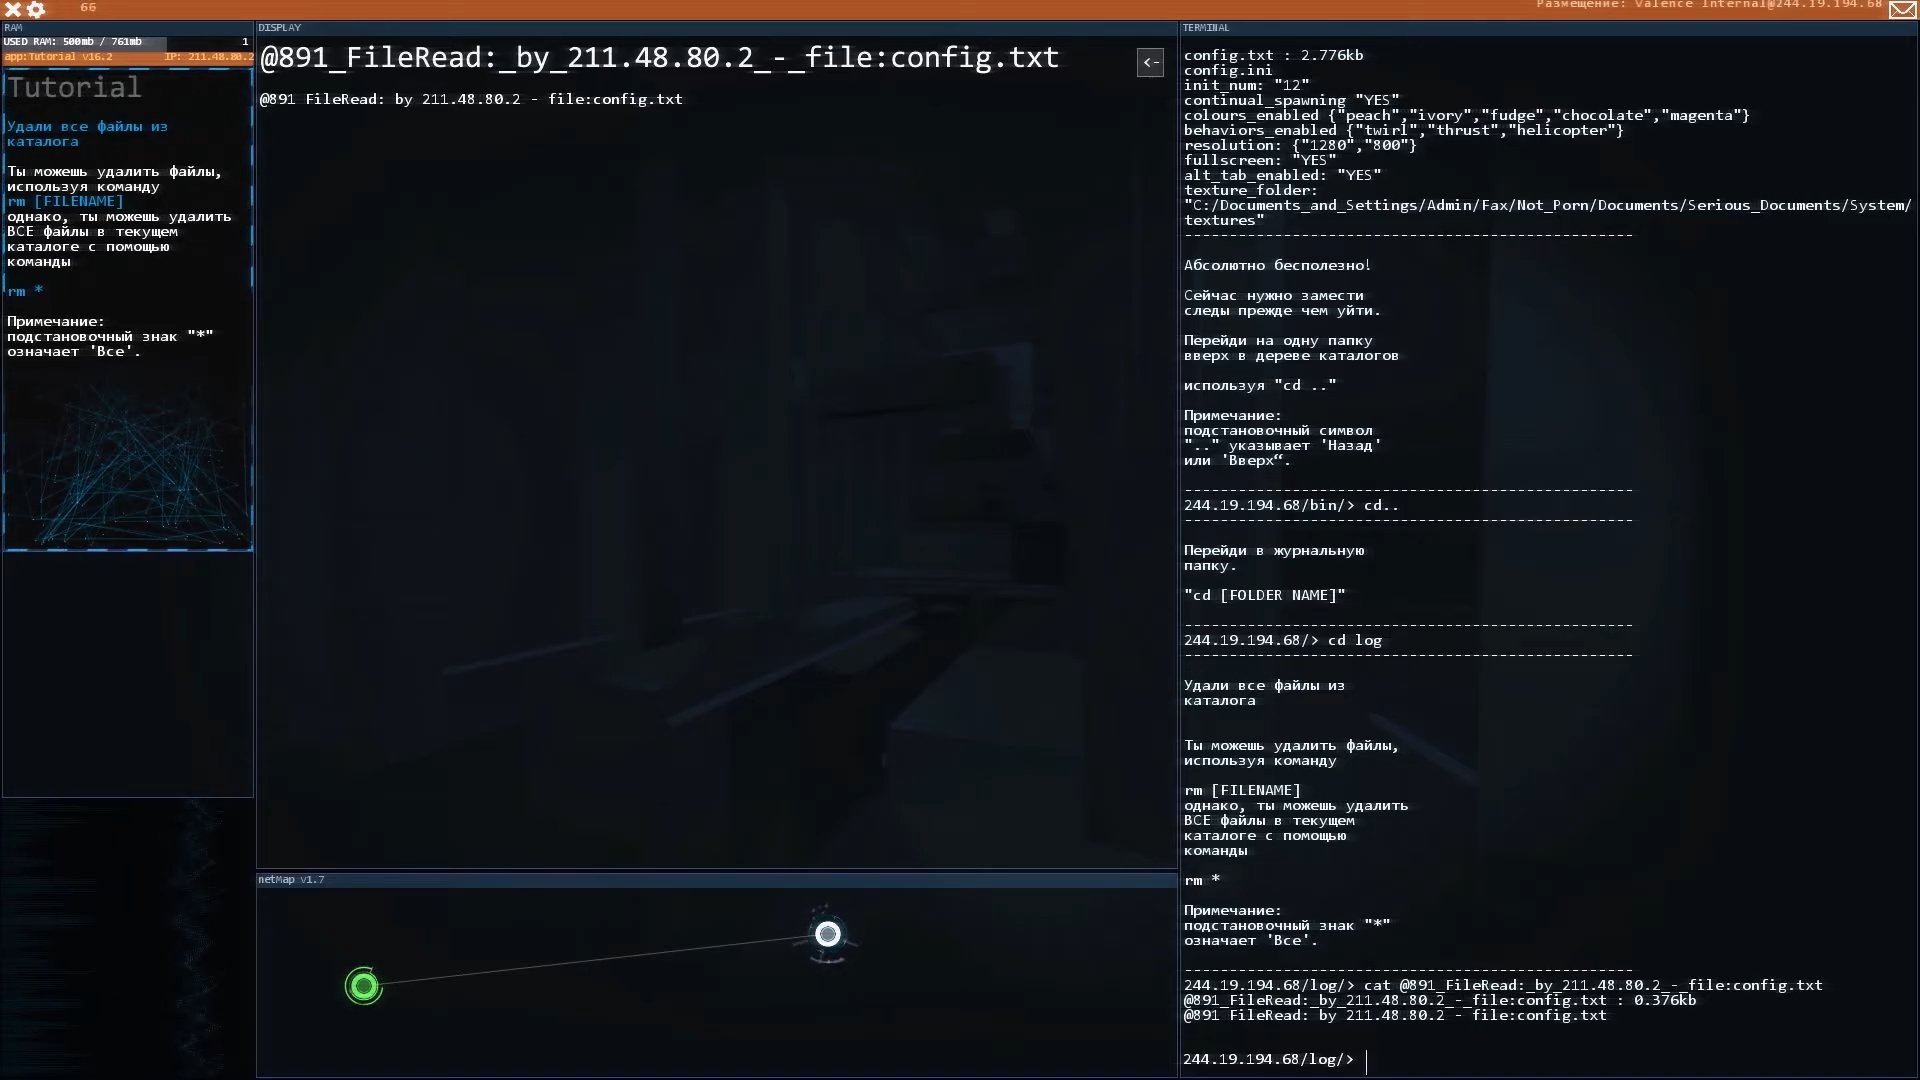 66
Размещение: Valence Internal@244.19.194.68
RAM
USED RAM: 500mb / 761mb 1
app:Tutorial v16.2 IP: 211.48.80.2
Tutorial
Удали все файлы из
каталога
Ты можешь удалить файлы,
используя команду
rm [FILENAME]
однако, ты можешь удалить
ВСЕ файлы в текущем
каталоге с помощью
команды
rm *
Примечание:
подстановочный знак "*"
означает 'Все'.
DISPLAY
@891_FileRead:_by_211.48.80.2_-_file:config.txt
<-
@891 FileRead: by 211.48.80.2 - file:config.txt
netMap v1.7
TERMINAL
config.txt : 2.776kb
config.ini
init_num: "12"
continual_spawning "YES"
colours_enabled {"peach","ivory","fudge","chocolate","magenta"}
behaviors_enabled {"twirl","thrust","helicopter"}
resolution: {"1280","800"}
fullscreen: "YES"
alt_tab_enabled: "YES"
texture_folder:
"C:/Documents_and_Settings/Admin/Fax/Not_Porn/Documents/Serious_Documents/System/
textures"
--------------------------------------------------
Абсолютно бесполезно!
Сейчас нужно замести
следы прежде чем уйти.
Перейди на одну папку
вверх в дереве каталогов
используя "cd .."
Примечание:
подстановочный символ
".." указывает 'Назад'
или 'Вверх“.
--------------------------------------------------
244.19.194.68/bin/> cd..
--------------------------------------------------
Перейди в журнальную
папку.
"cd [FOLDER NAME]"
--------------------------------------------------
244.19.194.68/> cd log
--------------------------------------------------
Удали все файлы из
каталога
Ты можешь удалить файлы,
используя команду
rm [FILENAME]
однако, ты можешь удалить
ВСЕ файлы в текущем
каталоге с помощью
команды
rm *
Примечание:
подстановочный знак "*"
означает 'Все'.
--------------------------------------------------
244.19.194.68/log/> cat @891_FileRead:_by_211.48.80.2_-_file:config.txt
@891_FileRead:_by_211.48.80.2_-_file:config.txt : 0.376kb
@891 FileRead: by 211.48.80.2 - file:config.txt
244.19.194.68/log/>